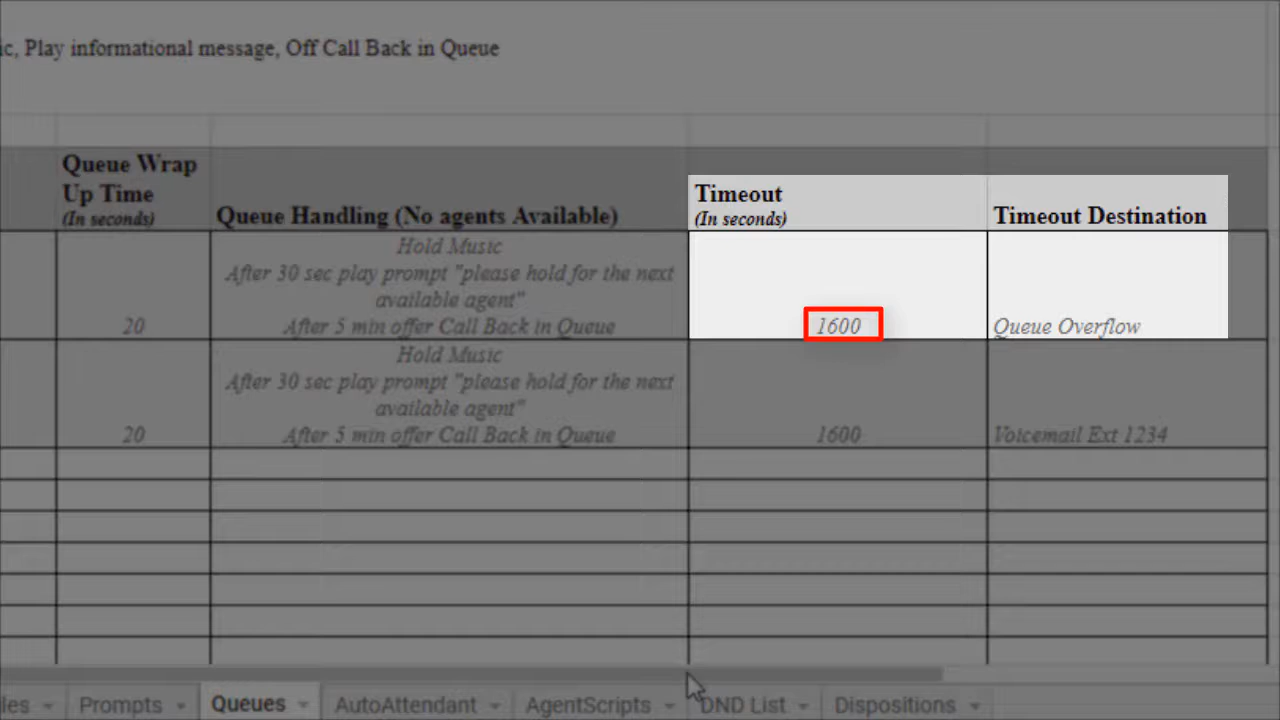 ic, Play informational message, Off Call Back in Queue
Queue Wrap
Up Time
(In seconds)
Queue Handling (No agents Available)
Timeout
(In seconds)
Timeout Destination
20
Hold Music
After 30 sec play prompt "please hold for the next
available agent"
After 5 min offer Call Back in Queue
1600
Queue Overflow
20
Hold Music
After 30 sec play prompt "please hold for the next
available agent"
After 5 min offer Call Back in Queue
1600
Voicemail Ext 1234
les
Prompts
Queues
AutoAttendant
AgentScripts
DND List
Dispositions